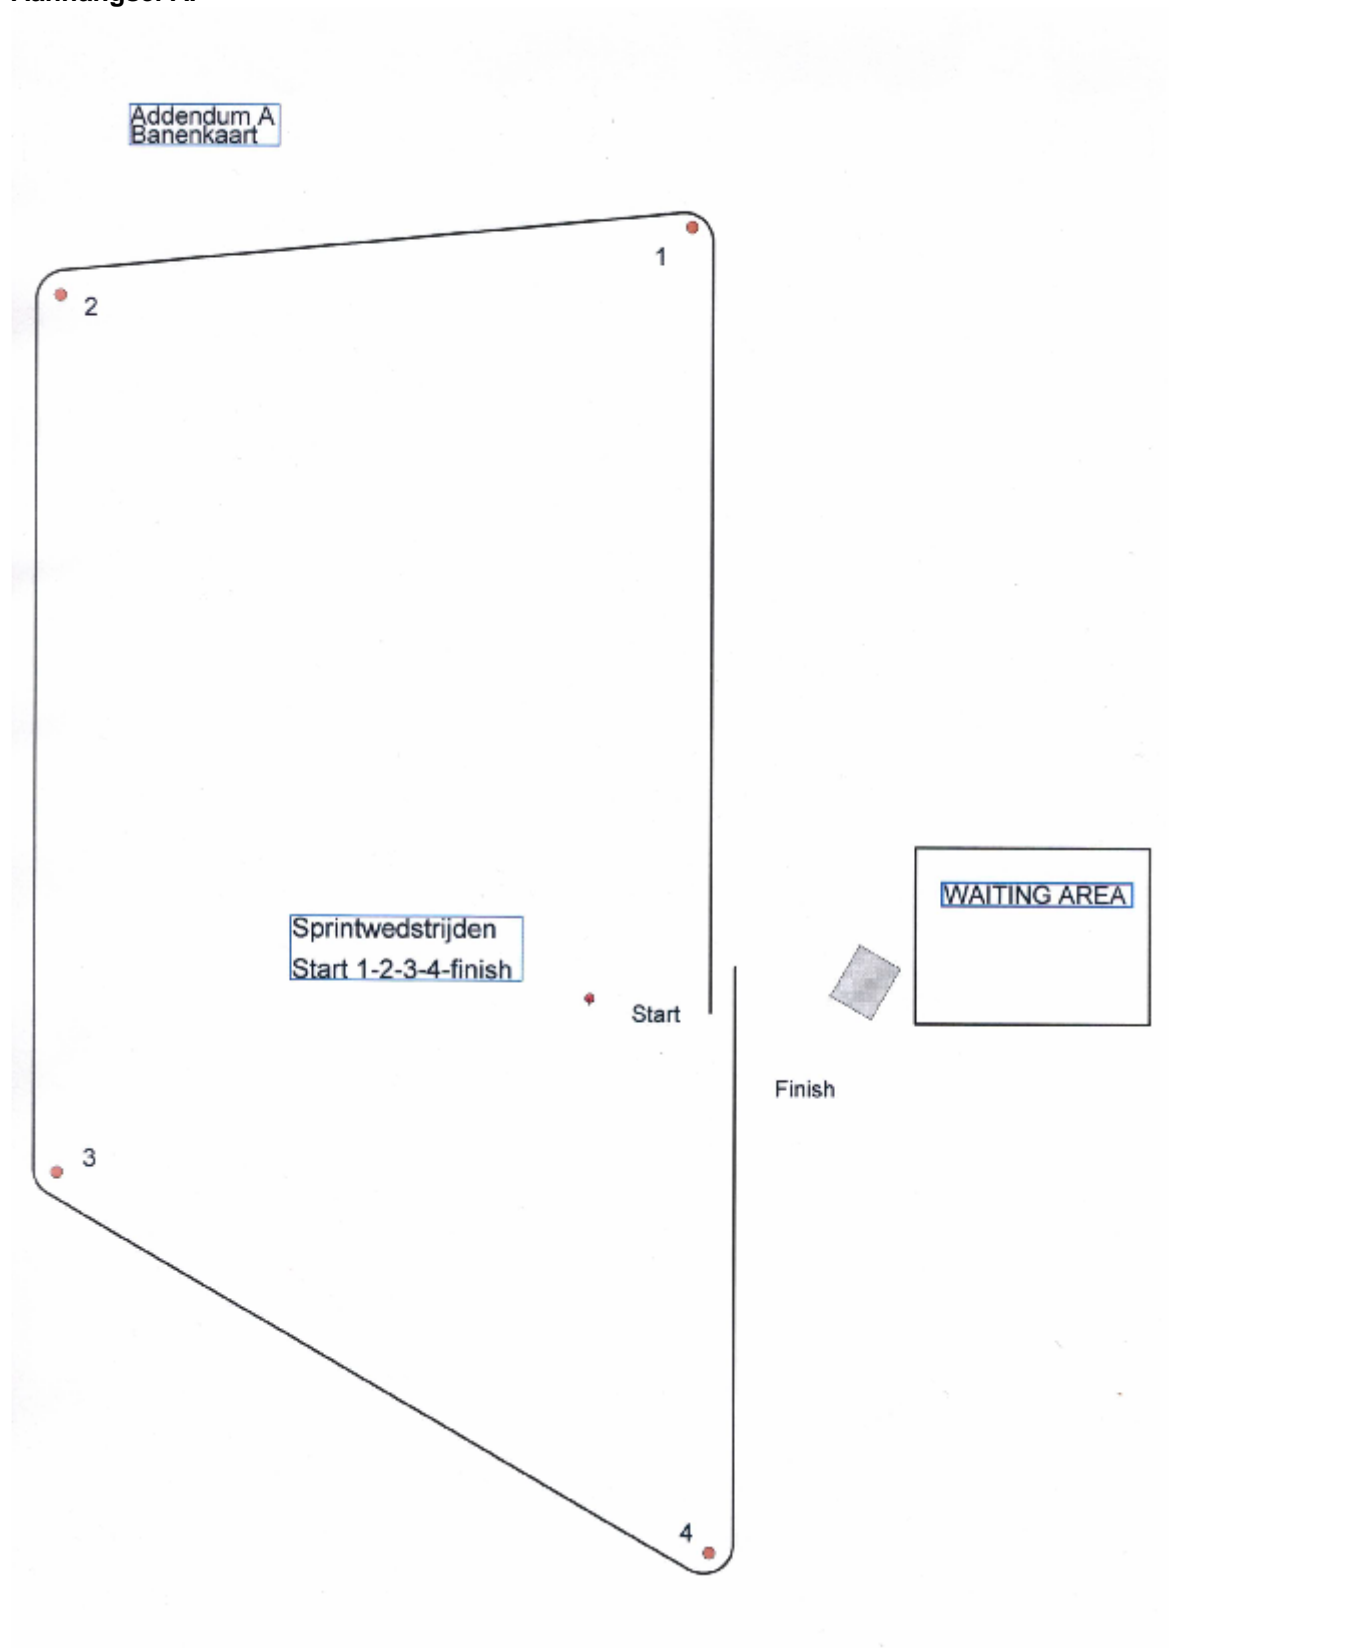 Addendum A
Banenkaart
1
2
WAITING AREA
Sprintwedstrijden
Start 1-2-3-4-finish
Start
Finish
3
4